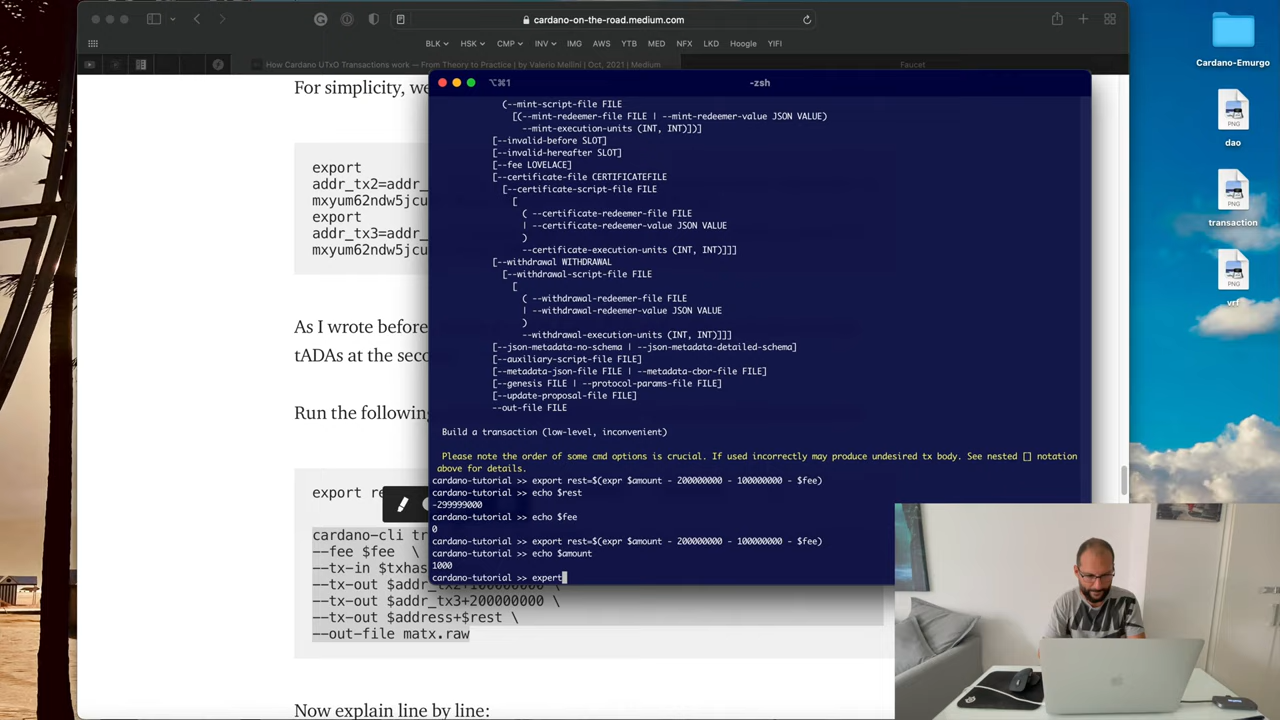 cardano-on-the-road.medium.com
BLK HSK CMP INV IMG AWS YTB MED NFX LKD Hoogle YIFI
How Cardano UTxO Transactions work — From Theory to Practice | by Valerio Mellini | Oct, 2021 | Medium
Faucet
For simplicity, we
export
addr_tx2=addr_
mxyum62ndw5jcu
export
addr_tx3=addr_
mxyum62ndw5jcu
As I wrote before
tADAs at the seco
Run the following
export re
cardano-cli tr
--fee $fee \
--tx-in $txhas
--tx-out $addr_tx2+100000000 \
--tx-out $addr_tx3+200000000 \
--tx-out $address+$rest \
--out-file matx.raw
Now explain line by line:
⌥⌘1
-zsh
(--mint-script-file FILE
[(--mint-redeemer-file FILE | --mint-redeemer-value JSON VALUE)
--mint-execution-units (INT, INT)])]
[--invalid-before SLOT]
[--invalid-hereafter SLOT]
[--fee LOVELACE]
[--certificate-file CERTIFICATEFILE
[--certificate-script-file FILE
[
( --certificate-redeemer-file FILE
| --certificate-redeemer-value JSON VALUE
)
--certificate-execution-units (INT, INT)]]]
[--withdrawal WITHDRAWAL
[--withdrawal-script-file FILE
[
( --withdrawal-redeemer-file FILE
| --withdrawal-redeemer-value JSON VALUE
)
--withdrawal-execution-units (INT, INT)]]]
[--json-metadata-no-schema | --json-metadata-detailed-schema]
[--auxiliary-script-file FILE]
[--metadata-json-file FILE | --metadata-cbor-file FILE]
[--genesis FILE | --protocol-params-file FILE]
[--update-proposal-file FILE]
--out-file FILE
Build a transaction (low-level, inconvenient)
Please note the order of some cmd options is crucial. If used incorrectly may produce undesired tx body. See nested [] notation
above for details.
cardano-tutorial >> export rest=$(expr $amount - 200000000 - 100000000 - $fee)
cardano-tutorial >> echo $rest
-299999000
cardano-tutorial >> echo $fee
0
cardano-tutorial >> export rest=$(expr $amount - 200000000 - 100000000 - $fee)
cardano-tutorial >> echo $amount
1000
cardano-tutorial >> expert
Cardano-Emurgo
PNG
dao
PNG
transaction
PNG
vrf